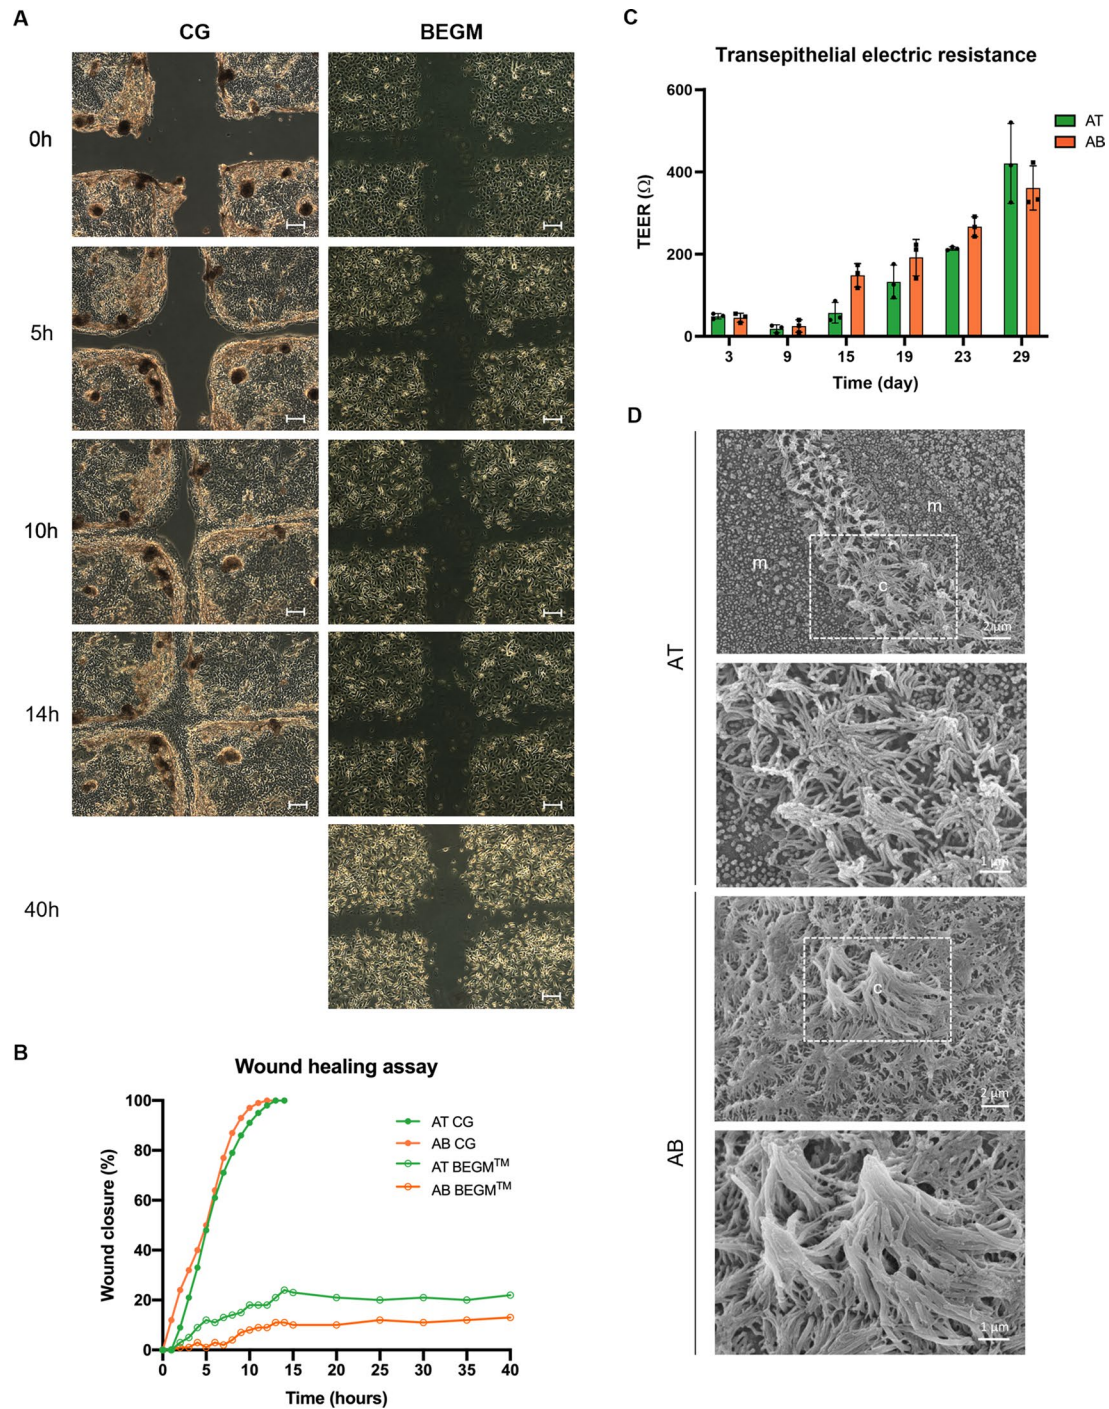 A
CG
BEGM
0h
5h
10h
14h
40h
B
Wound healing assay
Wound closure (%)
100
80
60
40
20
0
0 5 10 15 20 25 30 35 40
Time (hours)
AT CG
AB CG
AT BEGM™
AB BEGM™
C
Transepithelial electric resistance
TEER (Ω)
600
400
200
0
3 9 15 19 23 29
Time (day)
AT
AB
D
AT
m
m
c
2 µm
1 µm
AB
c
2 µm
1 µm